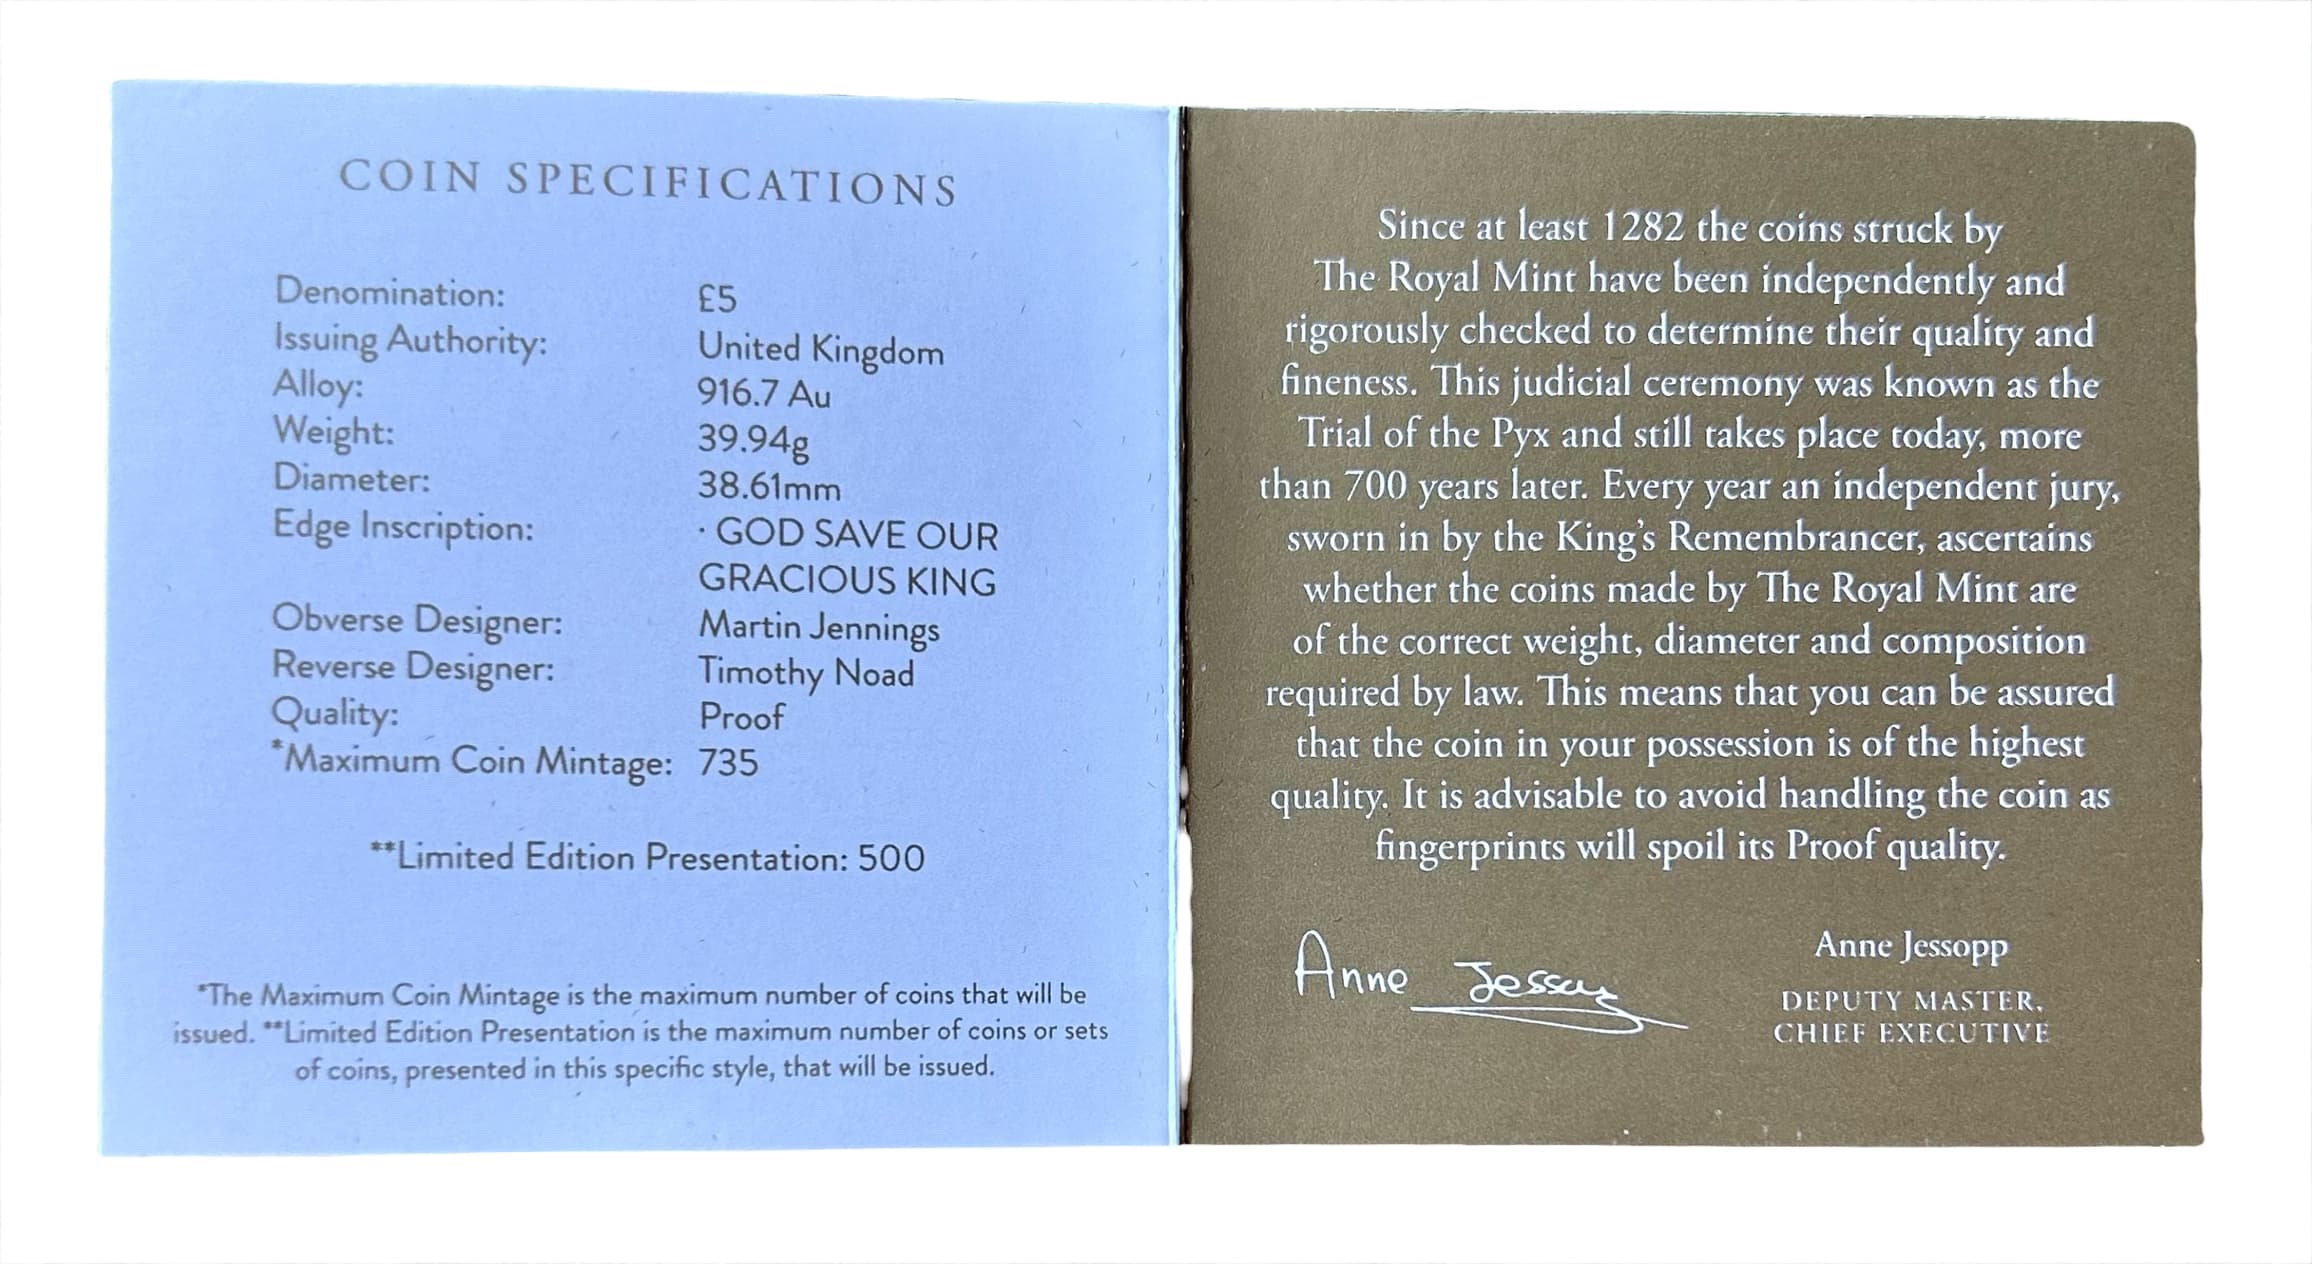 COIN SPECIFICATIONS
Denomination: £5
Issuing Authority: United Kingdom
Alloy: 916.7 Au
Weight: 39.94g
Diameter: 38.61mm
Edge Inscription: · GOD SAVE OUR
GRACIOUS KING
Obverse Designer: Martin Jennings
Reverse Designer: Timothy Noad
Quality: Proof
*Maximum Coin Mintage: 735
**Limited Edition Presentation: 500
*The Maximum Coin Mintage is the maximum number of coins that will be
issued. **Limited Edition Presentation is the maximum number of coins or sets
of coins, presented in this specific style, that will be issued.
Since at least 1282 the coins struck by
The Royal Mint have been independently and
rigorously checked to determine their quality and
fineness. This judicial ceremony was known as the
Trial of the Pyx and still takes place today, more
than 700 years later. Every year an independent jury,
sworn in by the King's Remembrancer, ascertains
whether the coins made by The Royal Mint are
of the correct weight, diameter and composition
required by law. This means that you can be assured
that the coin in your possession is of the highest
quality. It is advisable to avoid handling the coin as
fingerprints will spoil its Proof quality.
Anne Jessopp
Anne Jessopp
DEPUTY MASTER,
CHIEF EXECUTIVE